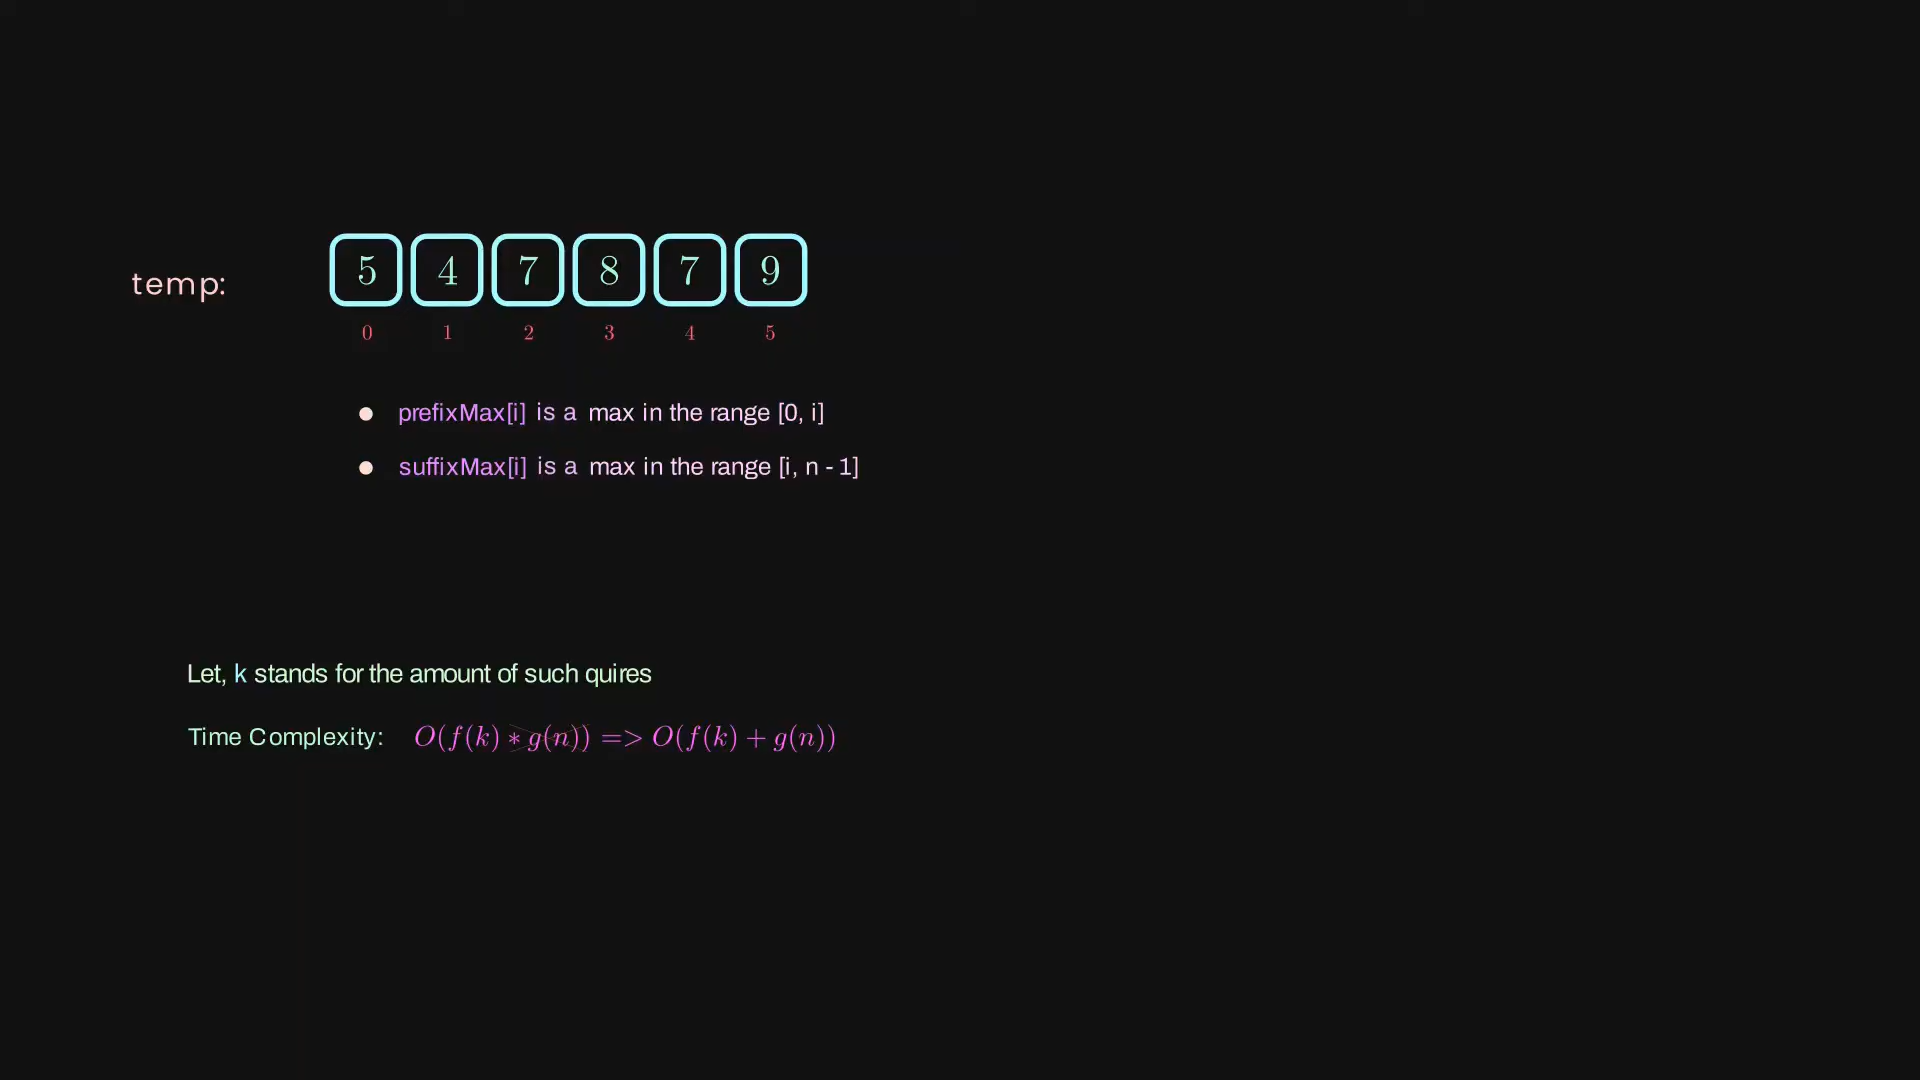 temp: 5 4 7 8 7 9
0 1 2 3 4 5
prefixMax[i] is a max in the range [0, i]
suffixMax[i] is a max in the range [i, n - 1]
Let, k stands for the amount of such quires
Time Complexity: O(f(k) * g(n)) => O(f(k) + g(n))